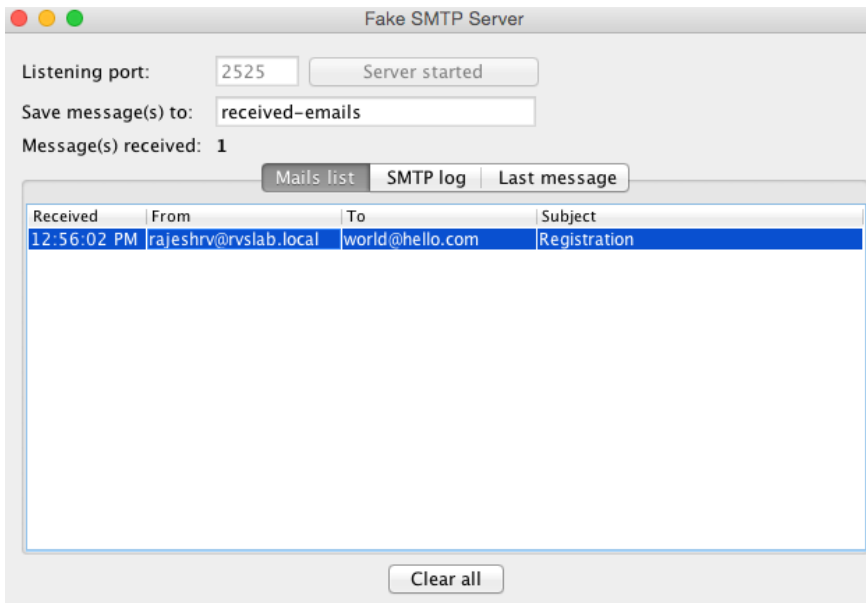 Fake SMTP Server
Listening port: 2525 Server started
Save message(s) to: received-emails
Message(s) received: 1
Mails list SMTP log Last message
Received From To Subject
12:56:02 PM rajeshrv@rvslab.local world@hello.com Registration
Clear all